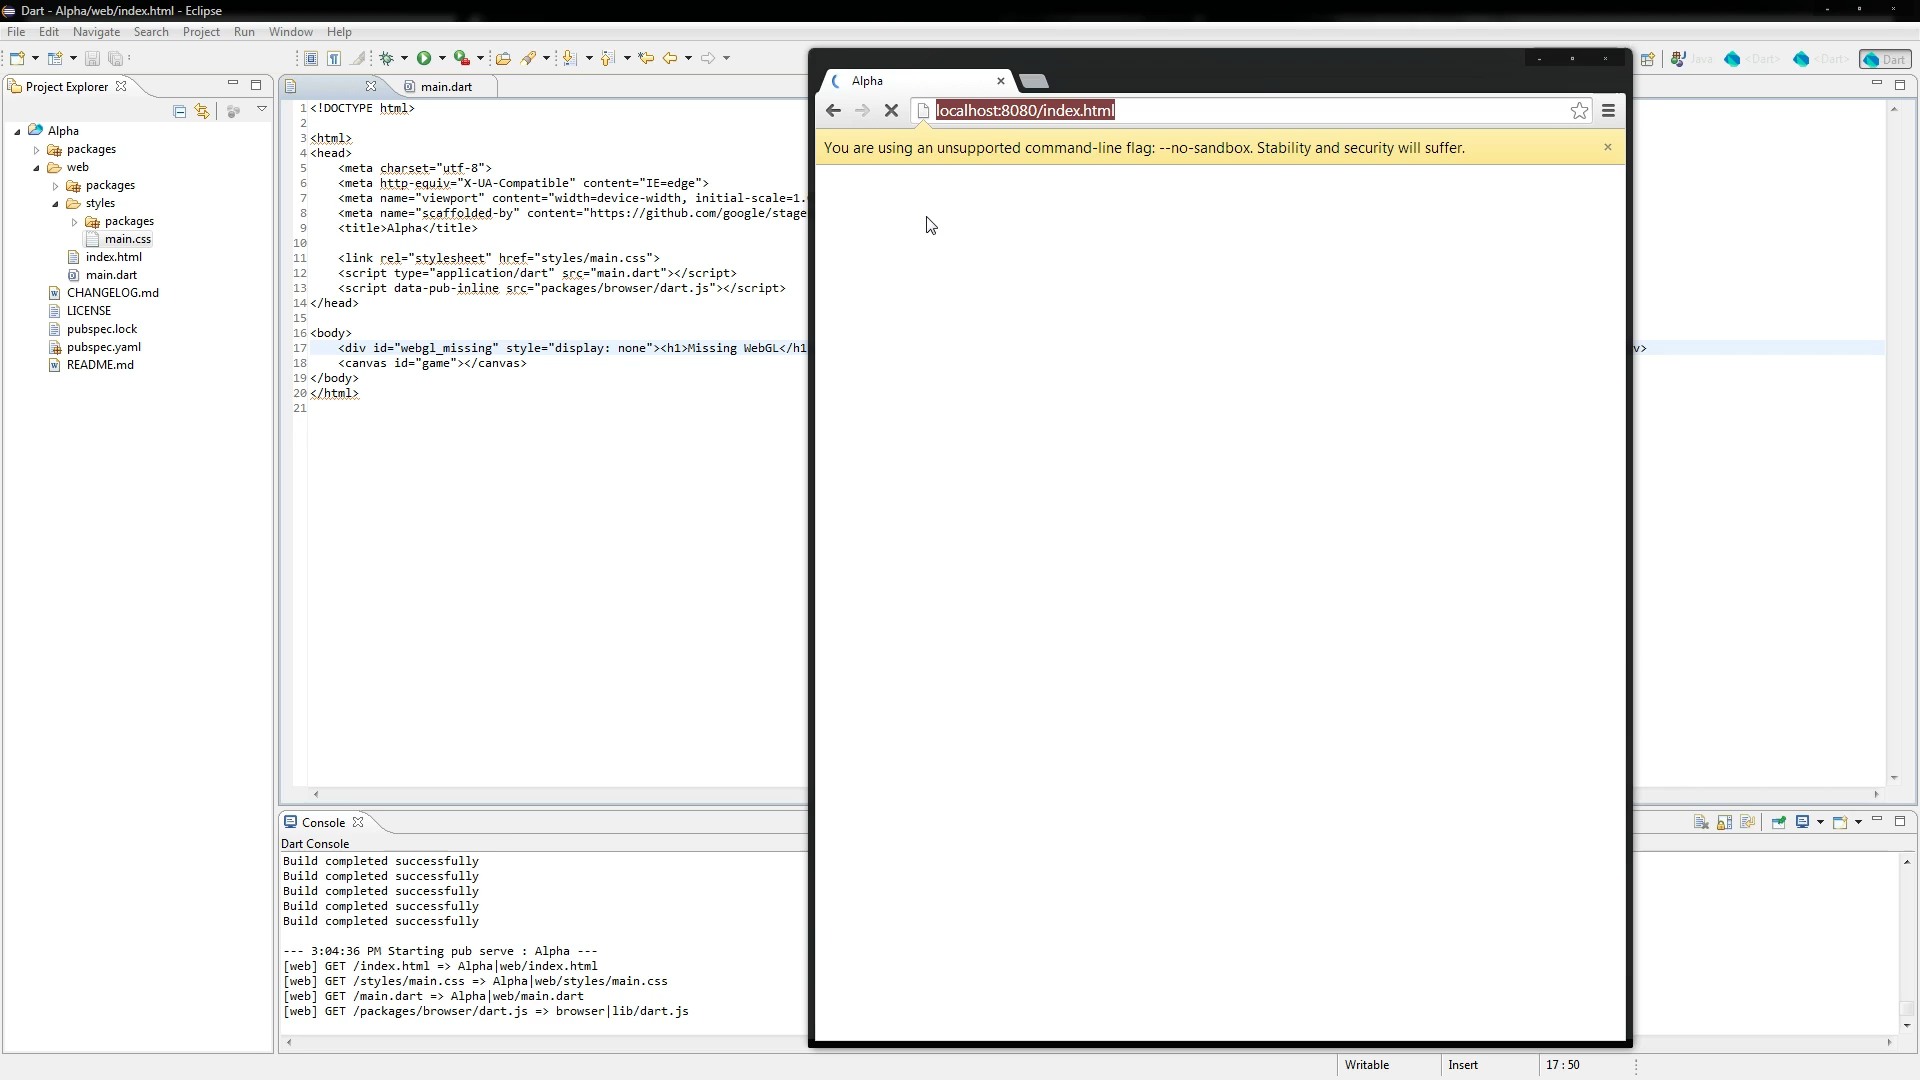 Dart - Alpha/web/index.html - Eclipse
File Edit Navigate Search Project Run Window Help
Java <Dart> <Dart> Dart
Project Explorer
main.dart
Alpha
packages
web
packages
styles
packages
main.css
index.html
main.dart
CHANGELOG.md
LICENSE
pubspec.lock
pubspec.yaml
README.md
1 <!DOCTYPE html>
2
3 <html>
4 <head>
5 <meta charset="utf-8">
6 <meta http-equiv="X-UA-Compatible" content="IE=edge">
7 <meta name="viewport" content="width=device-width, initial-scale=1.
8 <meta name="scaffolded-by" content="https://github.com/google/stage
9 <title>Alpha</title>
10
11 <link rel="stylesheet" href="styles/main.css">
12 <script type="application/dart" src="main.dart"></script>
13 <script data-pub-inline src="packages/browser/dart.js"></script>
14 </head>
15
16 <body>
17 <div id="webgl_missing" style="display: none"><h1>Missing WebGL</h1 v>
18 <canvas id="game"></canvas>
19 </body>
20 </html>
21
Alpha
localhost:8080/index.html
You are using an unsupported command-line flag: --no-sandbox. Stability and security will suffer.
Console
Dart Console
Build completed successfully
Build completed successfully
Build completed successfully
Build completed successfully
Build completed successfully
--- 3:04:36 PM Starting pub serve : Alpha ---
[web] GET /index.html => Alpha|web/index.html
[web] GET /styles/main.css => Alpha|web/styles/main.css
[web] GET /main.dart => Alpha|web/main.dart
[web] GET /packages/browser/dart.js => browser|lib/dart.js
Writable Insert 17 : 50